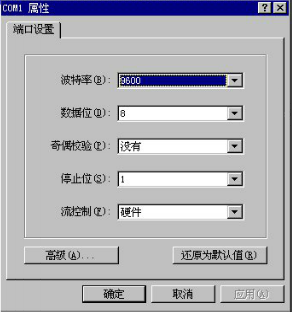 COM1 属性
端口设置
波特率(B): 9600
数据位(D): 8
奇偶校验(P): 没有
停止位(S): 1
流控制(F): 硬件
高级(A)...
还原为默认值(R)
确定 取消 应用(A)